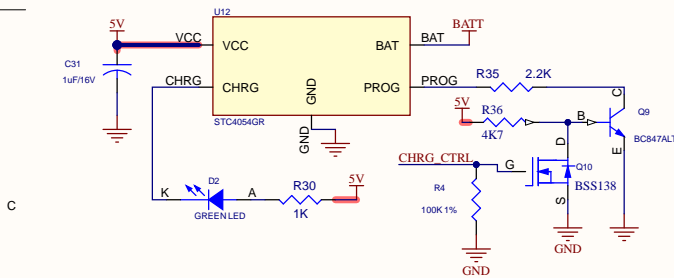 U12
5V
BATT
VCC
VCC
BAT
BAT
C31
1uF/16V
CHRG
CHRG
PROG
PROG
R35
2.2K
GND
STC4054GR
GND
5V
R36
4K7
C
B
Q9
BC847ALT
E
D
CHRG_CTRL
G
Q10
BSS138
S
D2
K
A
GREEN LED
R30
1K
5V
R4
100K 1%
GND
GND
C